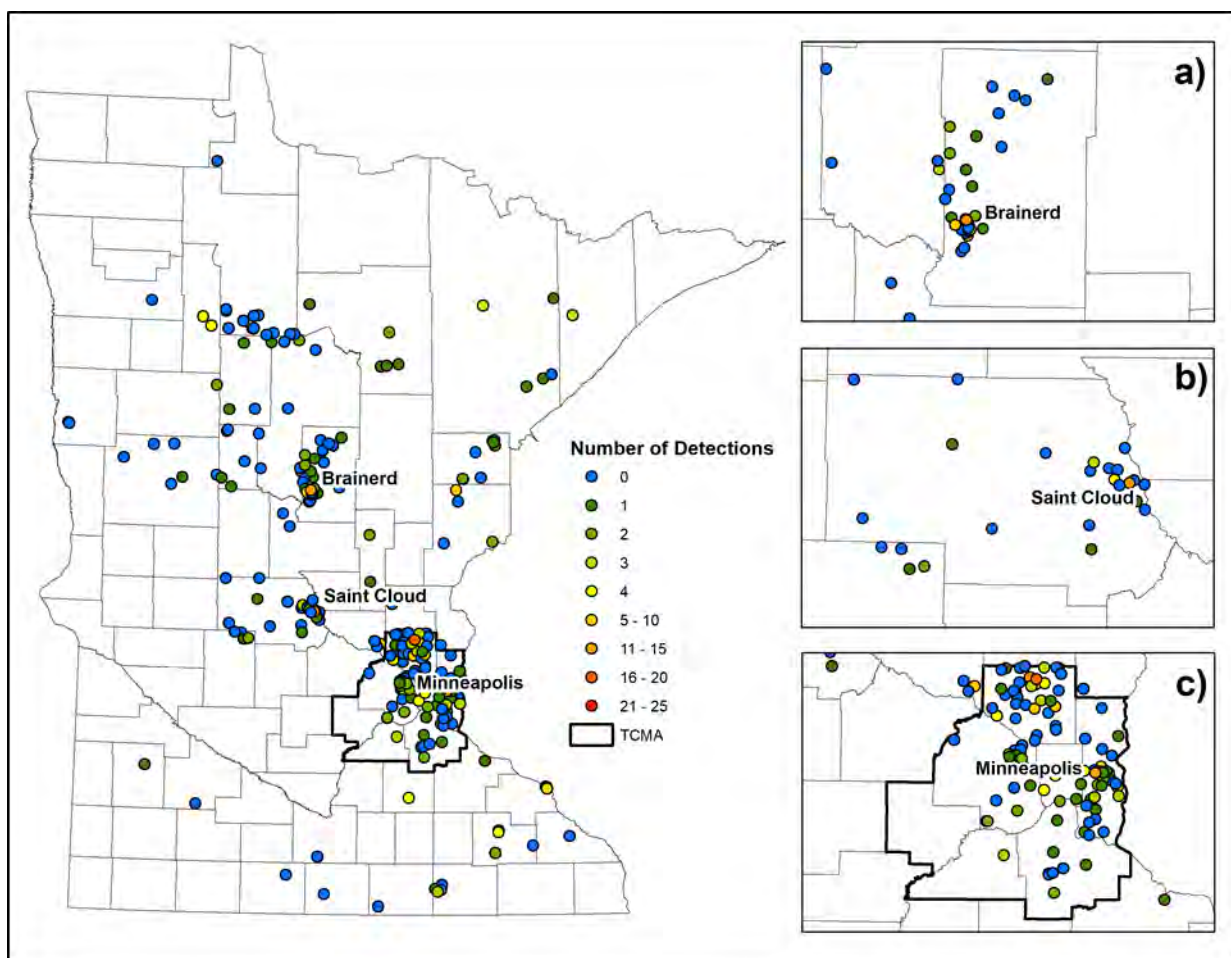 Brainerd
Saint Cloud
Minneapolis
Number of Detections
0
1
2
3
4
5 - 10
11 - 15
16 - 20
21 - 25
TCMA
a)
Brainerd
b)
Saint Cloud
c)
Minneapolis